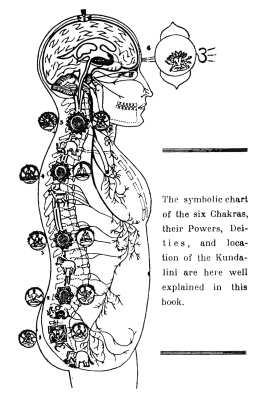 The symbolic chart
of the six Chakras,
their Powers, Dei-
ties, and loca-
tion of the Kunda-
lini are here well
explained in this
book.